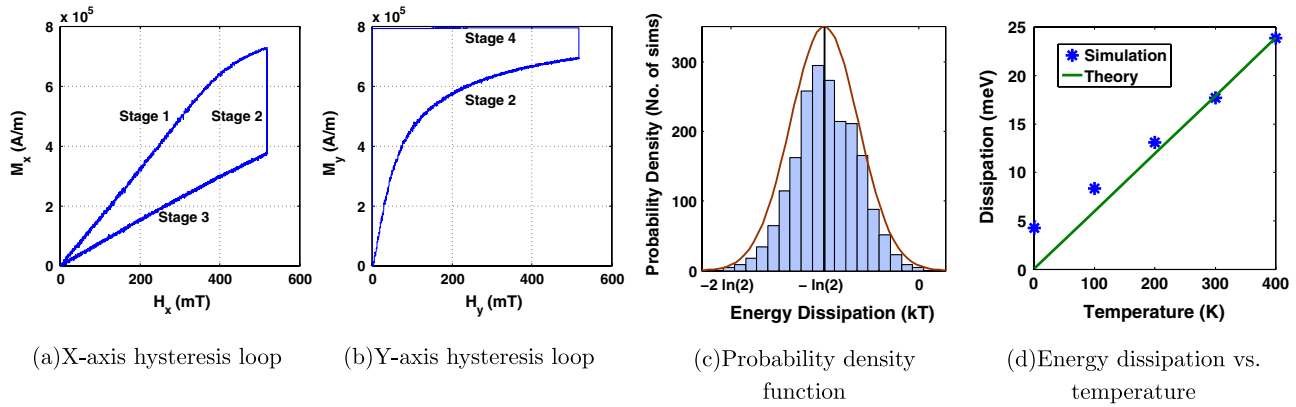 × 10⁵
8
6
4
2
0
0 200 400 600
M_x (A/m)
H_x (mT)
Stage 1
Stage 2
Stage 3
(a)X-axis hysteresis loop
× 10⁵
8
6
4
2
0
0 200 400 600
M_y (A/m)
H_y (mT)
Stage 4
Stage 2
(b)Y-axis hysteresis loop
Probability Density (No. of sims)
350
300
200
100
0
−2 ln(2) − ln(2) 0
Energy Dissipation (kT)
(c)Probability density
function
Dissipation (meV)
25
20
15
10
5
0
0 100 200 300 400
Temperature (K)
Simulation
Theory
(d)Energy dissipation vs.
temperature